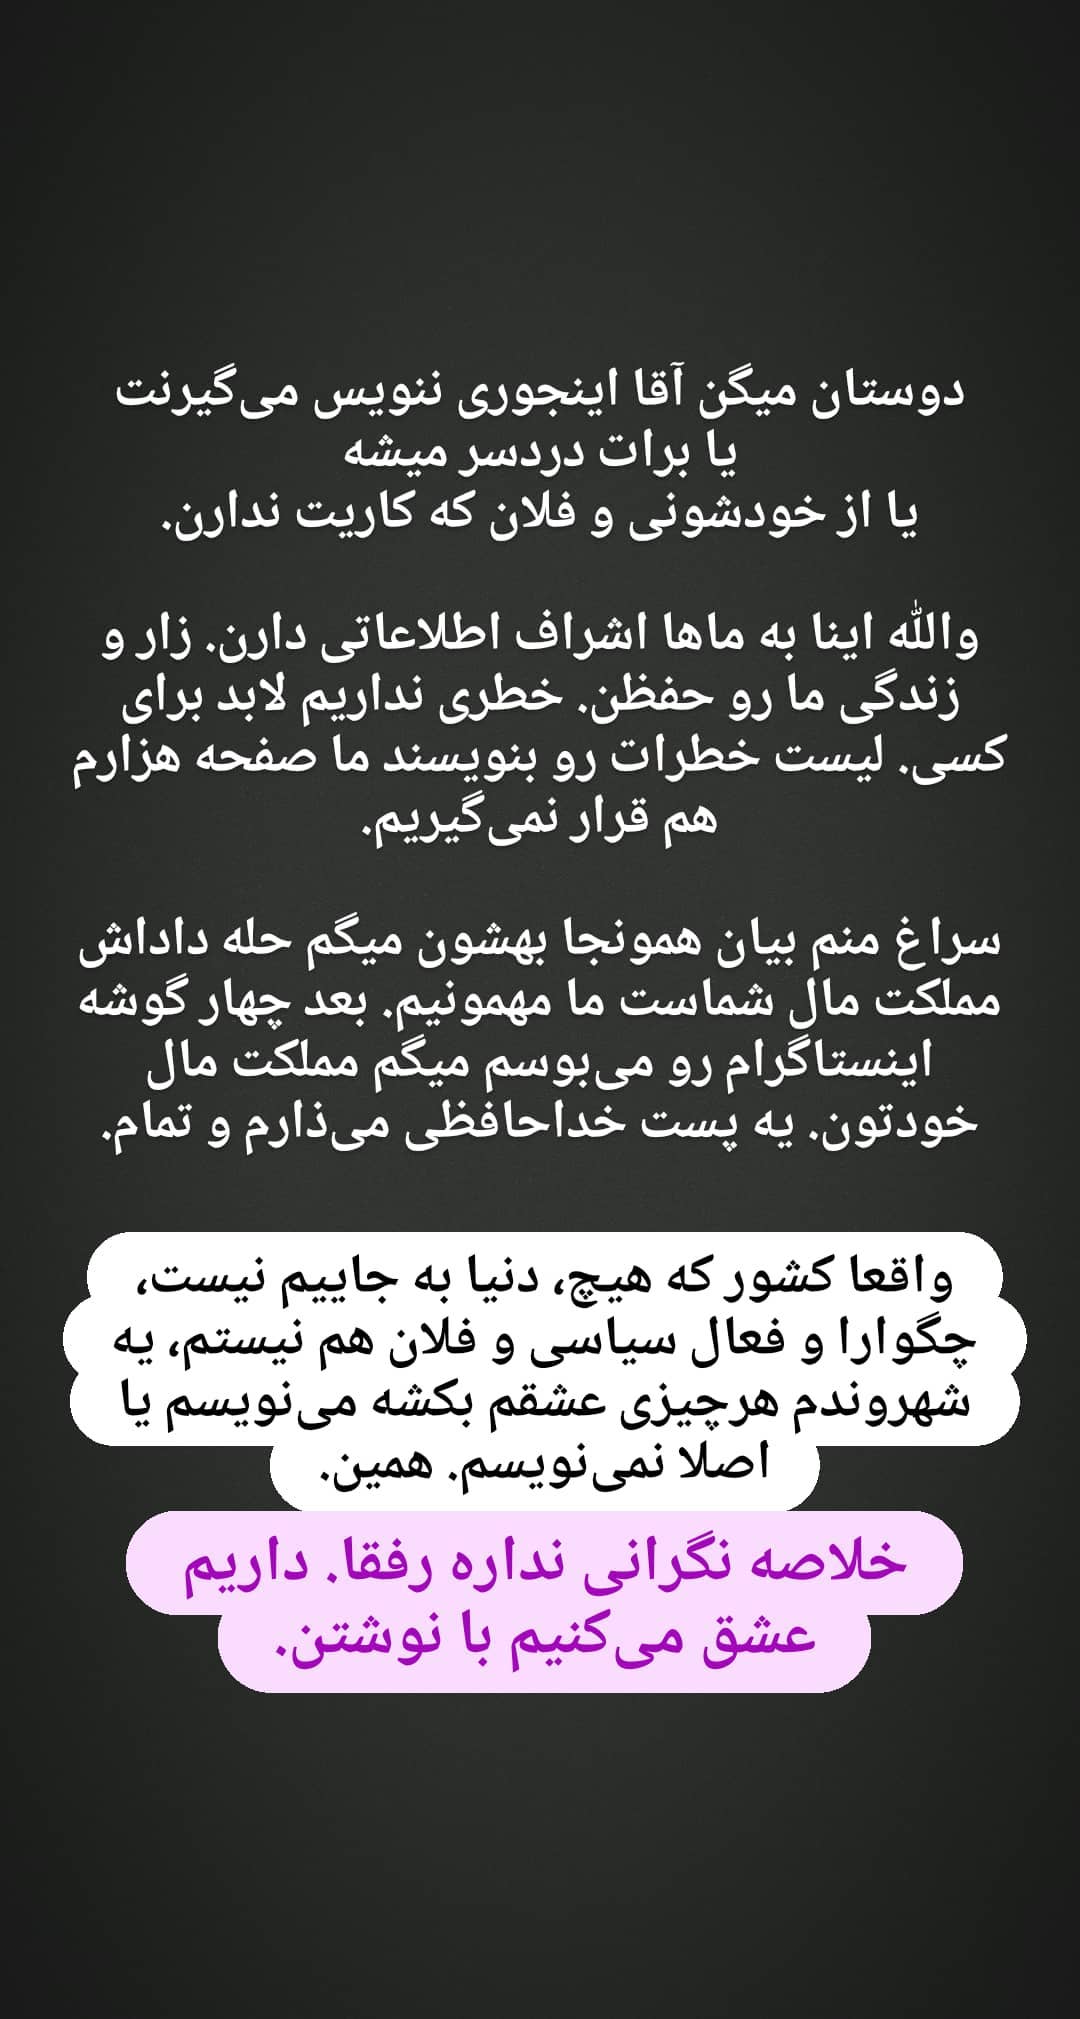 دوستان میگن آقا اینجوری ننویس می‌گیرنت
یا برات دردسر میشه
یا از خودشونی و فلان که کاریت ندارن.
والله اینا به ماها اشراف اطلاعاتی دارن. زار و
زندگی ما رو حفظن. خطری نداریم لابد برای
کسی. لیست خطرات رو بنویسند ما صفحه هزارم
هم قرار نمی‌گیریم.
سراغ منم بیان همونجا بهشون میگم حله داداش
مملکت مال شماست ما مهمونیم. بعد چهار گوشه
اینستاگرام رو می‌بوسم میگم مملکت مال
خودتون. یه پست خداحافظی می‌ذارم و تمام.
واقعا کشور که هیچ، دنیا به جاییم نیست،
چگوارا و فعال سیاسی و فلان هم نیستم، یه
شهروندم هرچیزی عشقم بکشه می‌نویسم یا
اصلا نمی‌نویسم. همین.
خلاصه نگرانی نداره رفقا. داریم
عشق می‌کنیم با نوشتن.